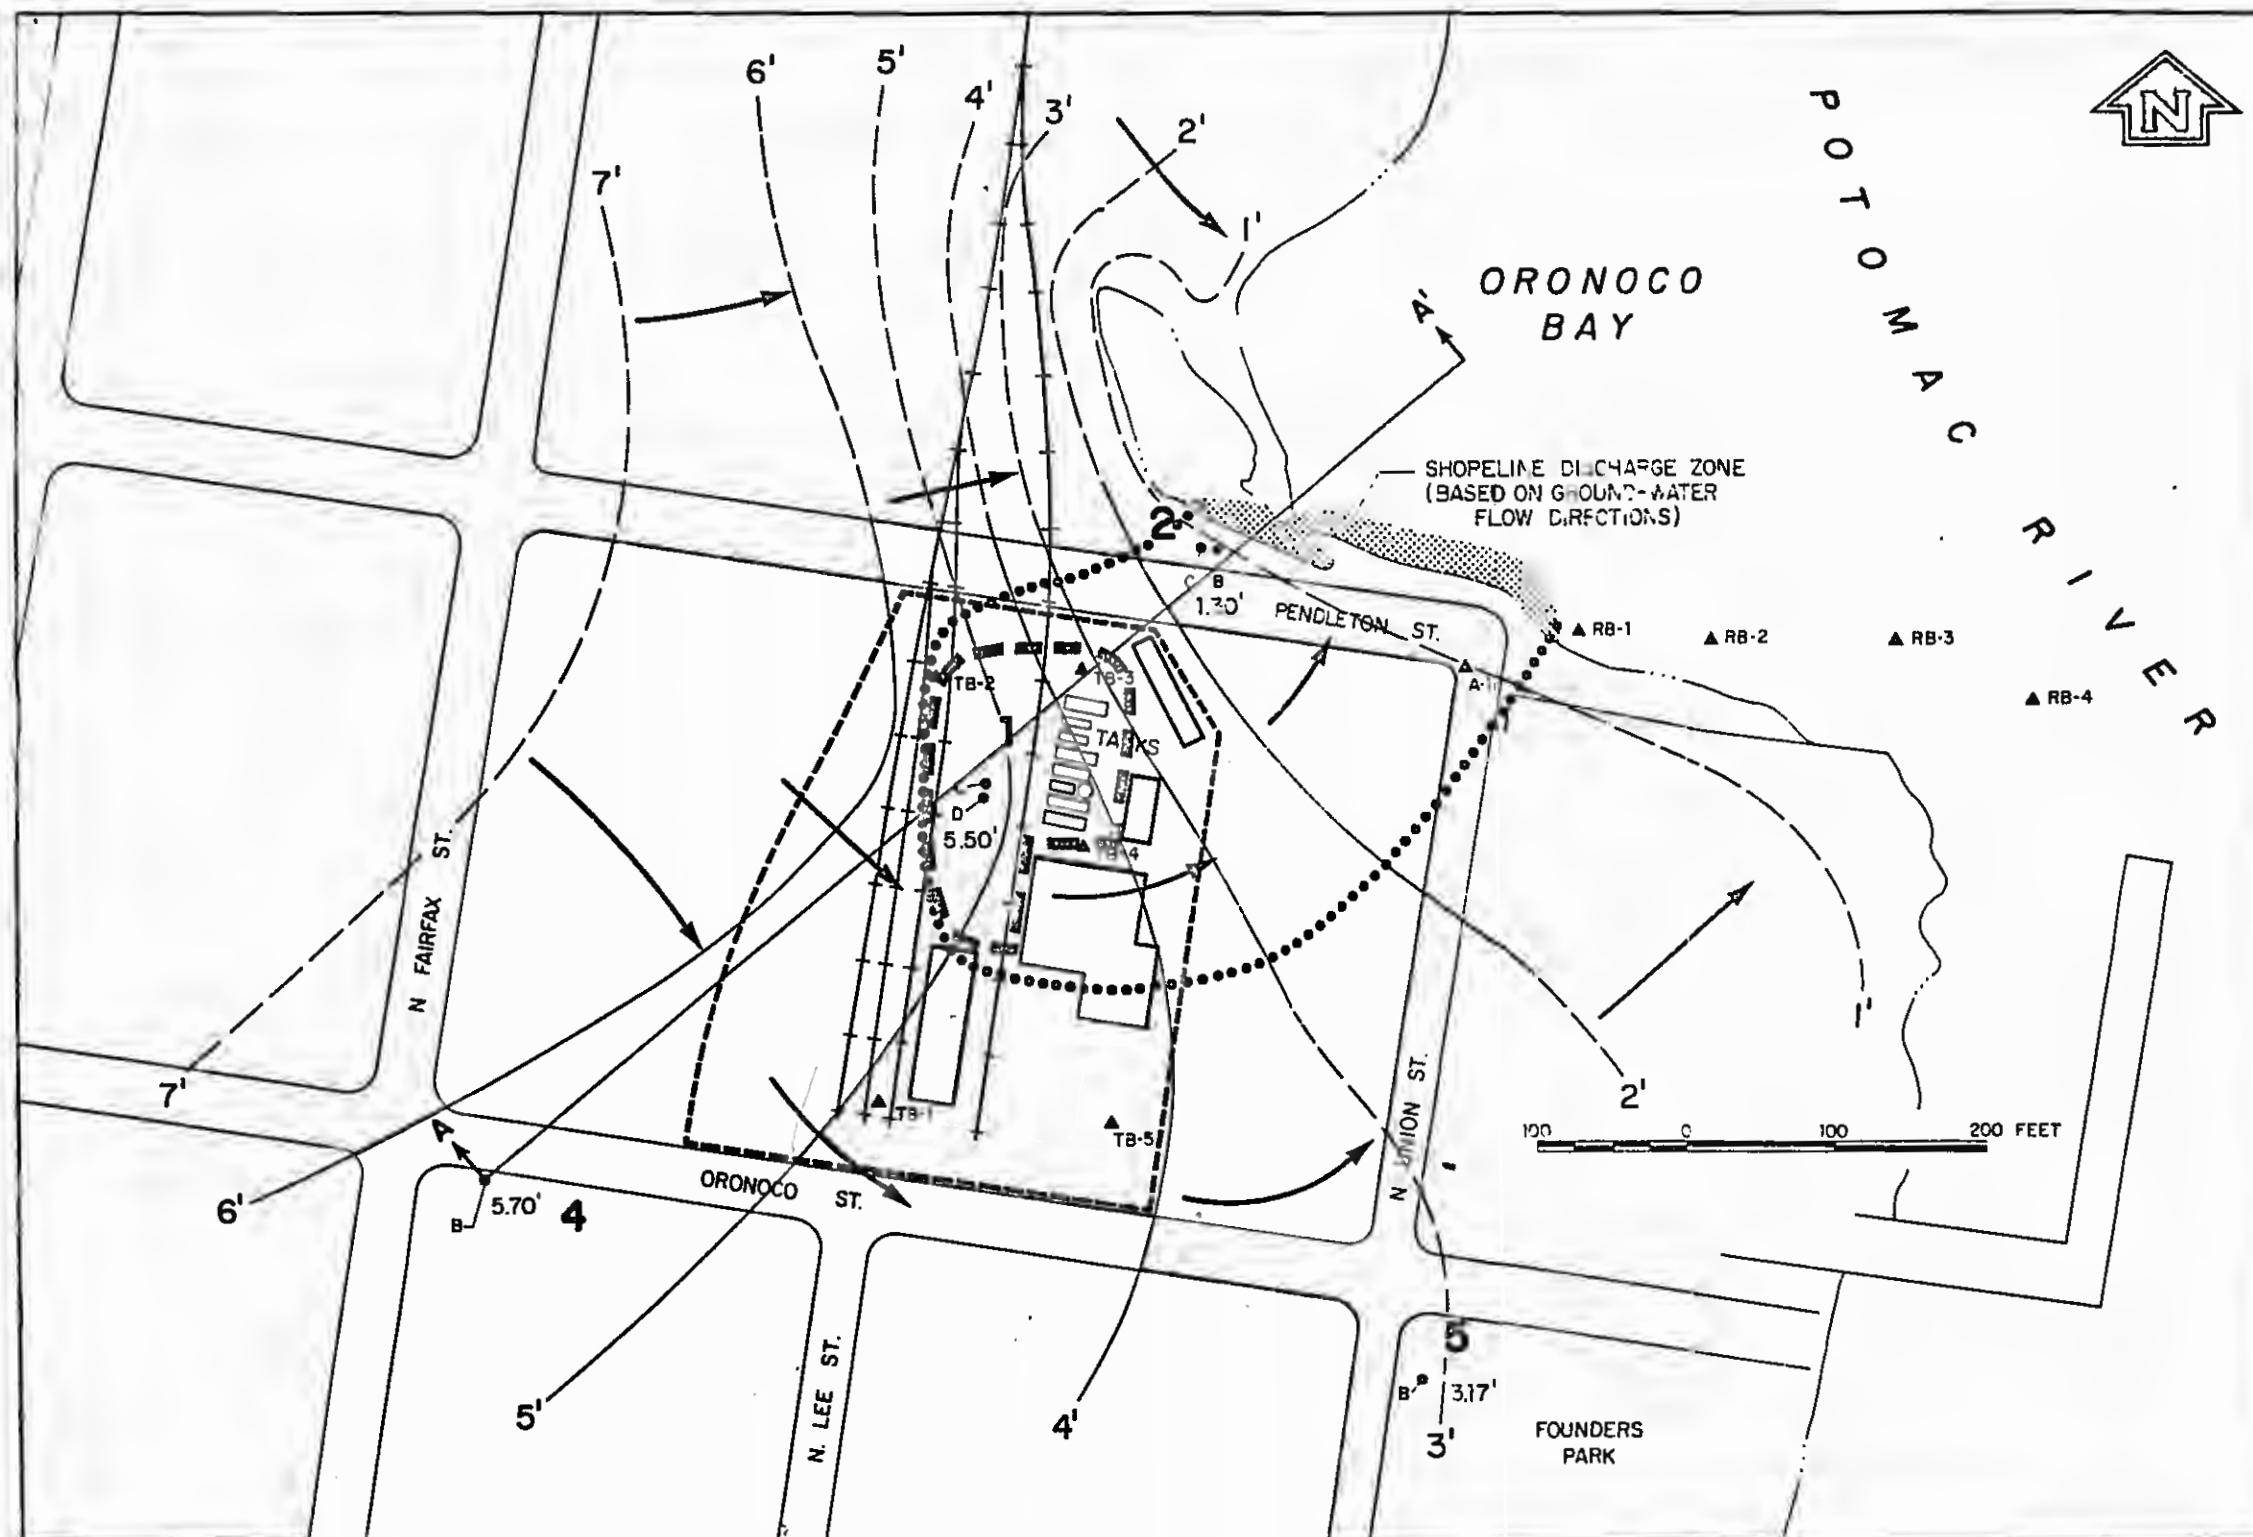 6'
5'
4'
3'
2'
7'
1'
N
POTOMAC RIVER
ORONOCO
BAY
A'
SHORELINE DISCHARGE ZONE
(BASED ON GROUND-WATER
FLOW DIRECTIONS)
2
C B
1.30'
PENDLETON ST.
RB-1
RB-2
RB-3
RB-4
A-1
TB-2
TB-3
1
TANKS
D
5.50'
TB-4
N FAIRFAX ST.
7'
1'
2'
TB-1
TB-5
N UNION ST.
100 0 100 200 FEET
A
6'
B
5.70'
4
ORONOCO ST.
N. LEE ST.
5'
4'
5
B
3.17'
3'
FOUNDERS
PARK